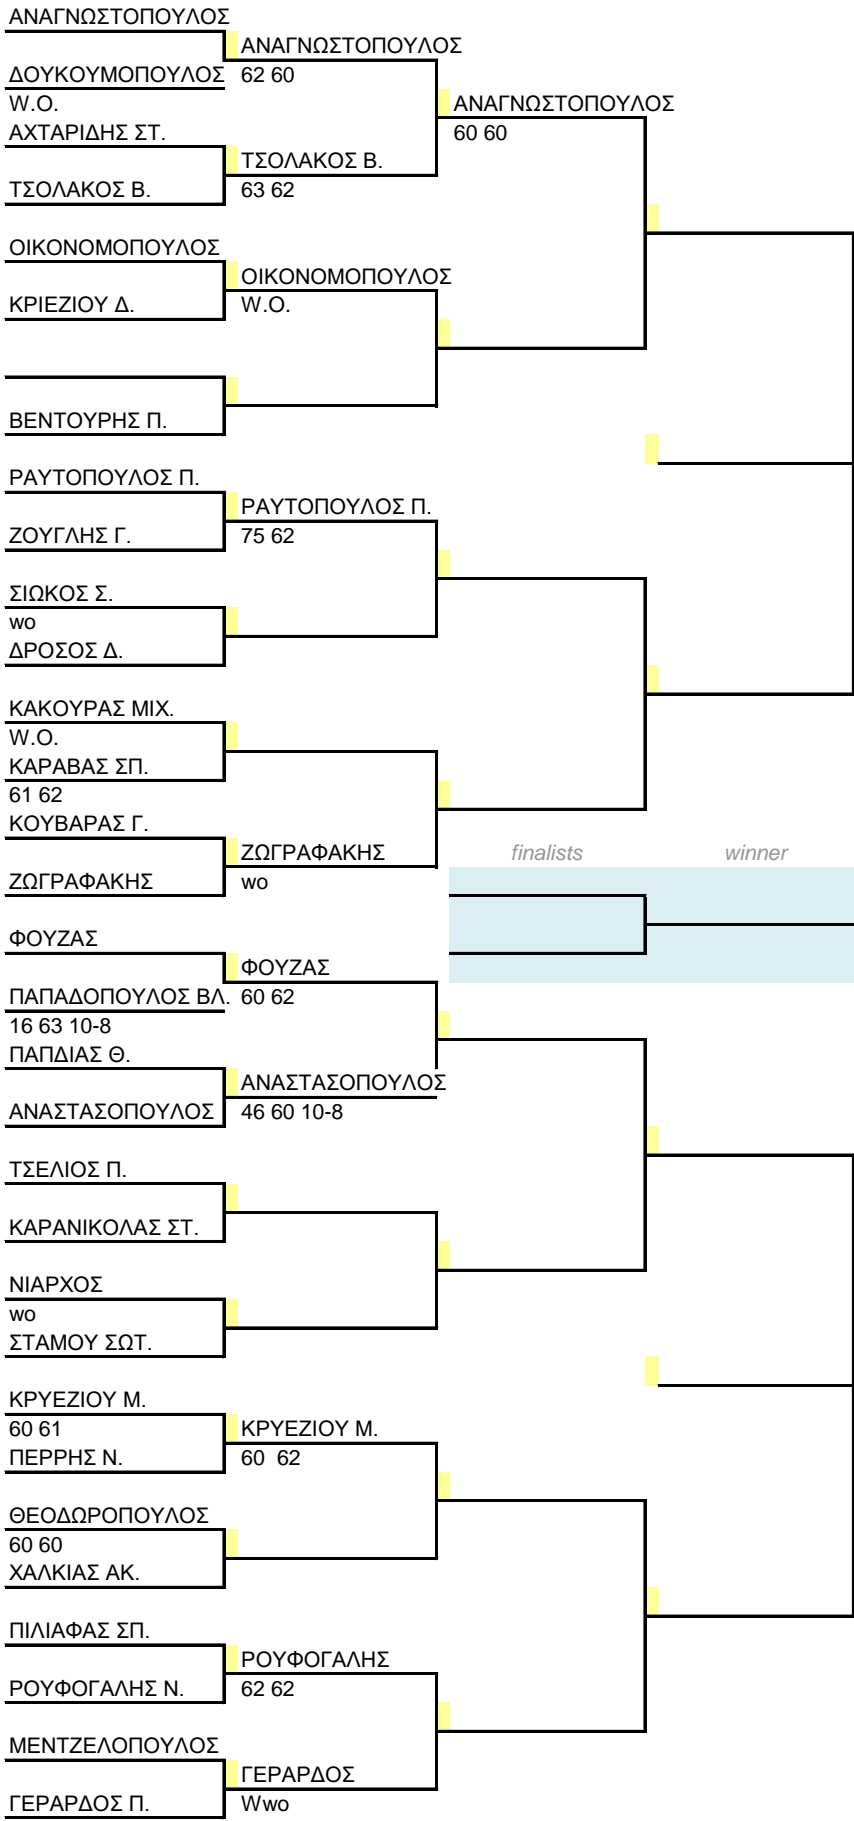 ΑΝΑΓΝΩΣΤΟΠΟΥΛΟΣ
ΑΝΑΓΝΩΣΤΟΠΟΥΛΟΣ
ΔΟΥΚΟΥΜΟΠΟΥΛΟΣ
62 60
W.O.
ΑΝΑΓΝΩΣΤΟΠΟΥΛΟΣ
ΑΧΤΑΡΙΔΗΣ ΣΤ.
60 60
ΤΣΟΛΑΚΟΣ Β.
ΤΣΟΛΑΚΟΣ Β.
63 62
ΟΙΚΟΝΟΜΟΠΟΥΛΟΣ
ΟΙΚΟΝΟΜΟΠΟΥΛΟΣ
ΚΡΙΕΖΙΟΥ Δ.
W.O.
ΒΕΝΤΟΥΡΗΣ Π.
ΡΑΥΤΟΠΟΥΛΟΣ Π.
ΡΑΥΤΟΠΟΥΛΟΣ Π.
ΖΟΥΓΛΗΣ Γ.
75 62
ΣΙΩΚΟΣ Σ.
wo
ΔΡΟΣΟΣ Δ.
ΚΑΚΟΥΡΑΣ ΜΙΧ.
W.O.
ΚΑΡΑΒΑΣ ΣΠ.
61 62
ΚΟΥΒΑΡΑΣ Γ.
ΖΩΓΡΑΦΑΚΗΣ
finalists
winner
ΖΩΓΡΑΦΑΚΗΣ
wo
ΦΟΥΖΑΣ
ΦΟΥΖΑΣ
ΠΑΠΑΔΟΠΟΥΛΟΣ ΒΛ.
60 62
16 63 10-8
ΠΑΠΔΙΑΣ Θ.
ΑΝΑΣΤΑΣΟΠΟΥΛΟΣ
ΑΝΑΣΤΑΣΟΠΟΥΛΟΣ
46 60 10-8
ΤΣΕΛΙΟΣ Π.
ΚΑΡΑΝΙΚΟΛΑΣ ΣΤ.
ΝΙΑΡΧΟΣ
wo
ΣΤΑΜΟΥ ΣΩΤ.
ΚΡΥΕΖΙΟΥ Μ.
60 61
ΚΡΥΕΖΙΟΥ Μ.
ΠΕΡΡΗΣ Ν.
60  62
ΘΕΟΔΩΡΟΠΟΥΛΟΣ
60 60
ΧΑΛΚΙΑΣ ΑΚ.
ΠΙΛΙΑΦΑΣ ΣΠ.
ΡΟΥΦΟΓΑΛΗΣ
ΡΟΥΦΟΓΑΛΗΣ Ν.
62 62
ΜΕΝΤΖΕΛΟΠΟΥΛΟΣ
ΓΕΡΑΡΔΟΣ
ΓΕΡΑΡΔΟΣ Π.
Wwo